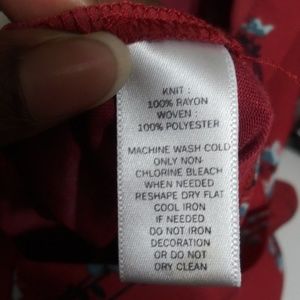 KNIT :
100% RAYON
WOVEN :
100% POLYESTER
MACHINE WASH COLD
ONLY NON-
CHLORINE BLEACH
WHEN NEEDED
RESHAPE DRY FLAT
COOL IRON
IF NEEDED
DO NOT IRON
DECORATION
OR DO NOT
DRY CLEAN